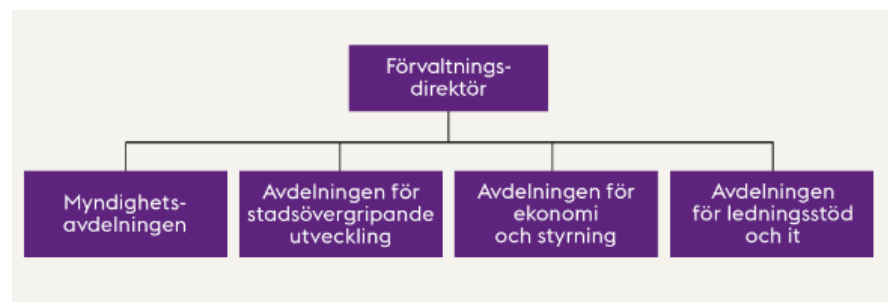 Förvaltnings-
direktör
Myndighets-
avdelningen
Avdelningen för
stadsövergripande
utveckling
Avdelningen för
ekonomi
och styrning
Avdelningen
för ledningsstöd
och it